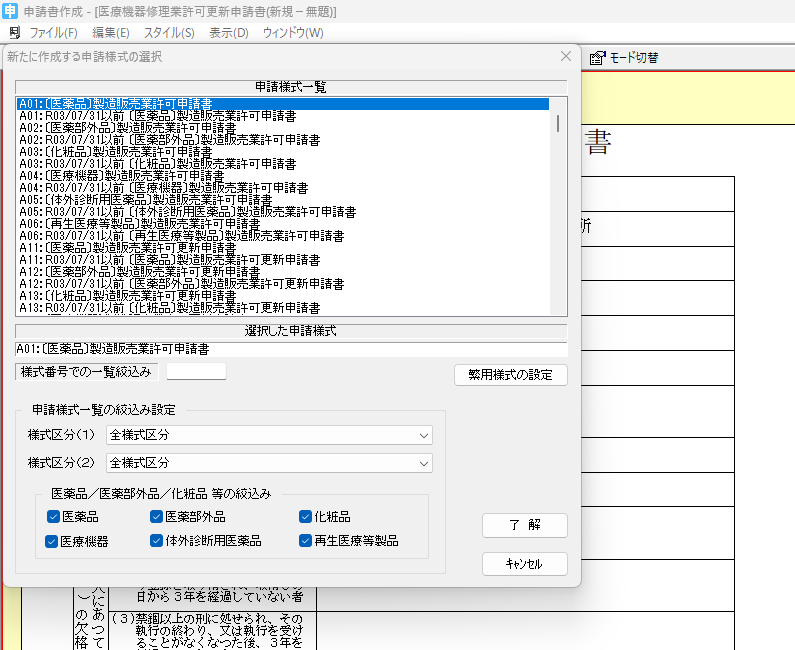 申請書作成 - [医療機器修理業許可更新申請書(新規 – 無題)]
ファイル(F) 編集(E) スタイル(S) 表示(D) ウィンドウ(W)
新たに作成する申請様式の選択
モード切替
申請様式一覧
A01:〔医薬品〕製造販売業許可申請書
A01:R03/07/31以前〔医薬品〕製造販売業許可申請書
A02:〔医薬部外品〕製造販売業許可申請書
A02:R03/07/31以前〔医薬部外品〕製造販売業許可申請書
A03:〔化粧品〕製造販売業許可申請書
A03:R03/07/31以前〔化粧品〕製造販売業許可申請書
A04:〔医療機器〕製造販売業許可申請書
A04:R03/07/31以前〔医療機器〕製造販売業許可申請書
A05:〔体外診断用医薬品〕製造販売業許可申請書
A05:R03/07/31以前〔体外診断用医薬品〕製造販売業許可申請書
A06:〔再生医療等製品〕製造販売業許可申請書
A06:R03/07/31以前〔再生医療等製品〕製造販売業許可申請書
A11:〔医薬品〕製造販売業許可更新申請書
A11:R03/07/31以前〔医薬品〕製造販売業許可更新申請書
A12:〔医薬部外品〕製造販売業許可更新申請書
A12:R03/07/31以前〔医薬部外品〕製造販売業許可更新申請書
A13:〔化粧品〕製造販売業許可更新申請書
A13:R03/07/31以前〔化粧品〕製造販売業許可更新申請書
選択した申請様式
A01:〔医薬品〕製造販売業許可申請書
様式番号での一覧絞込み
繁用様式の設定
申請様式一覧の絞込み設定
様式区分(1) 全様式区分
様式区分(2) 全様式区分
医薬品／医薬部外品／化粧品 等の絞込み
医薬品 医薬部外品 化粧品
医療機器 体外診断用医薬品 再生医療等製品
了 解
ｷｬﾝｾﾙ
書
所
日から３年を経過していない者
(３)禁錮以上の刑に処せられ、その
執行の終わり、又は執行を受け
ることがなくなつた後、３年を
にあつて
)の欠格